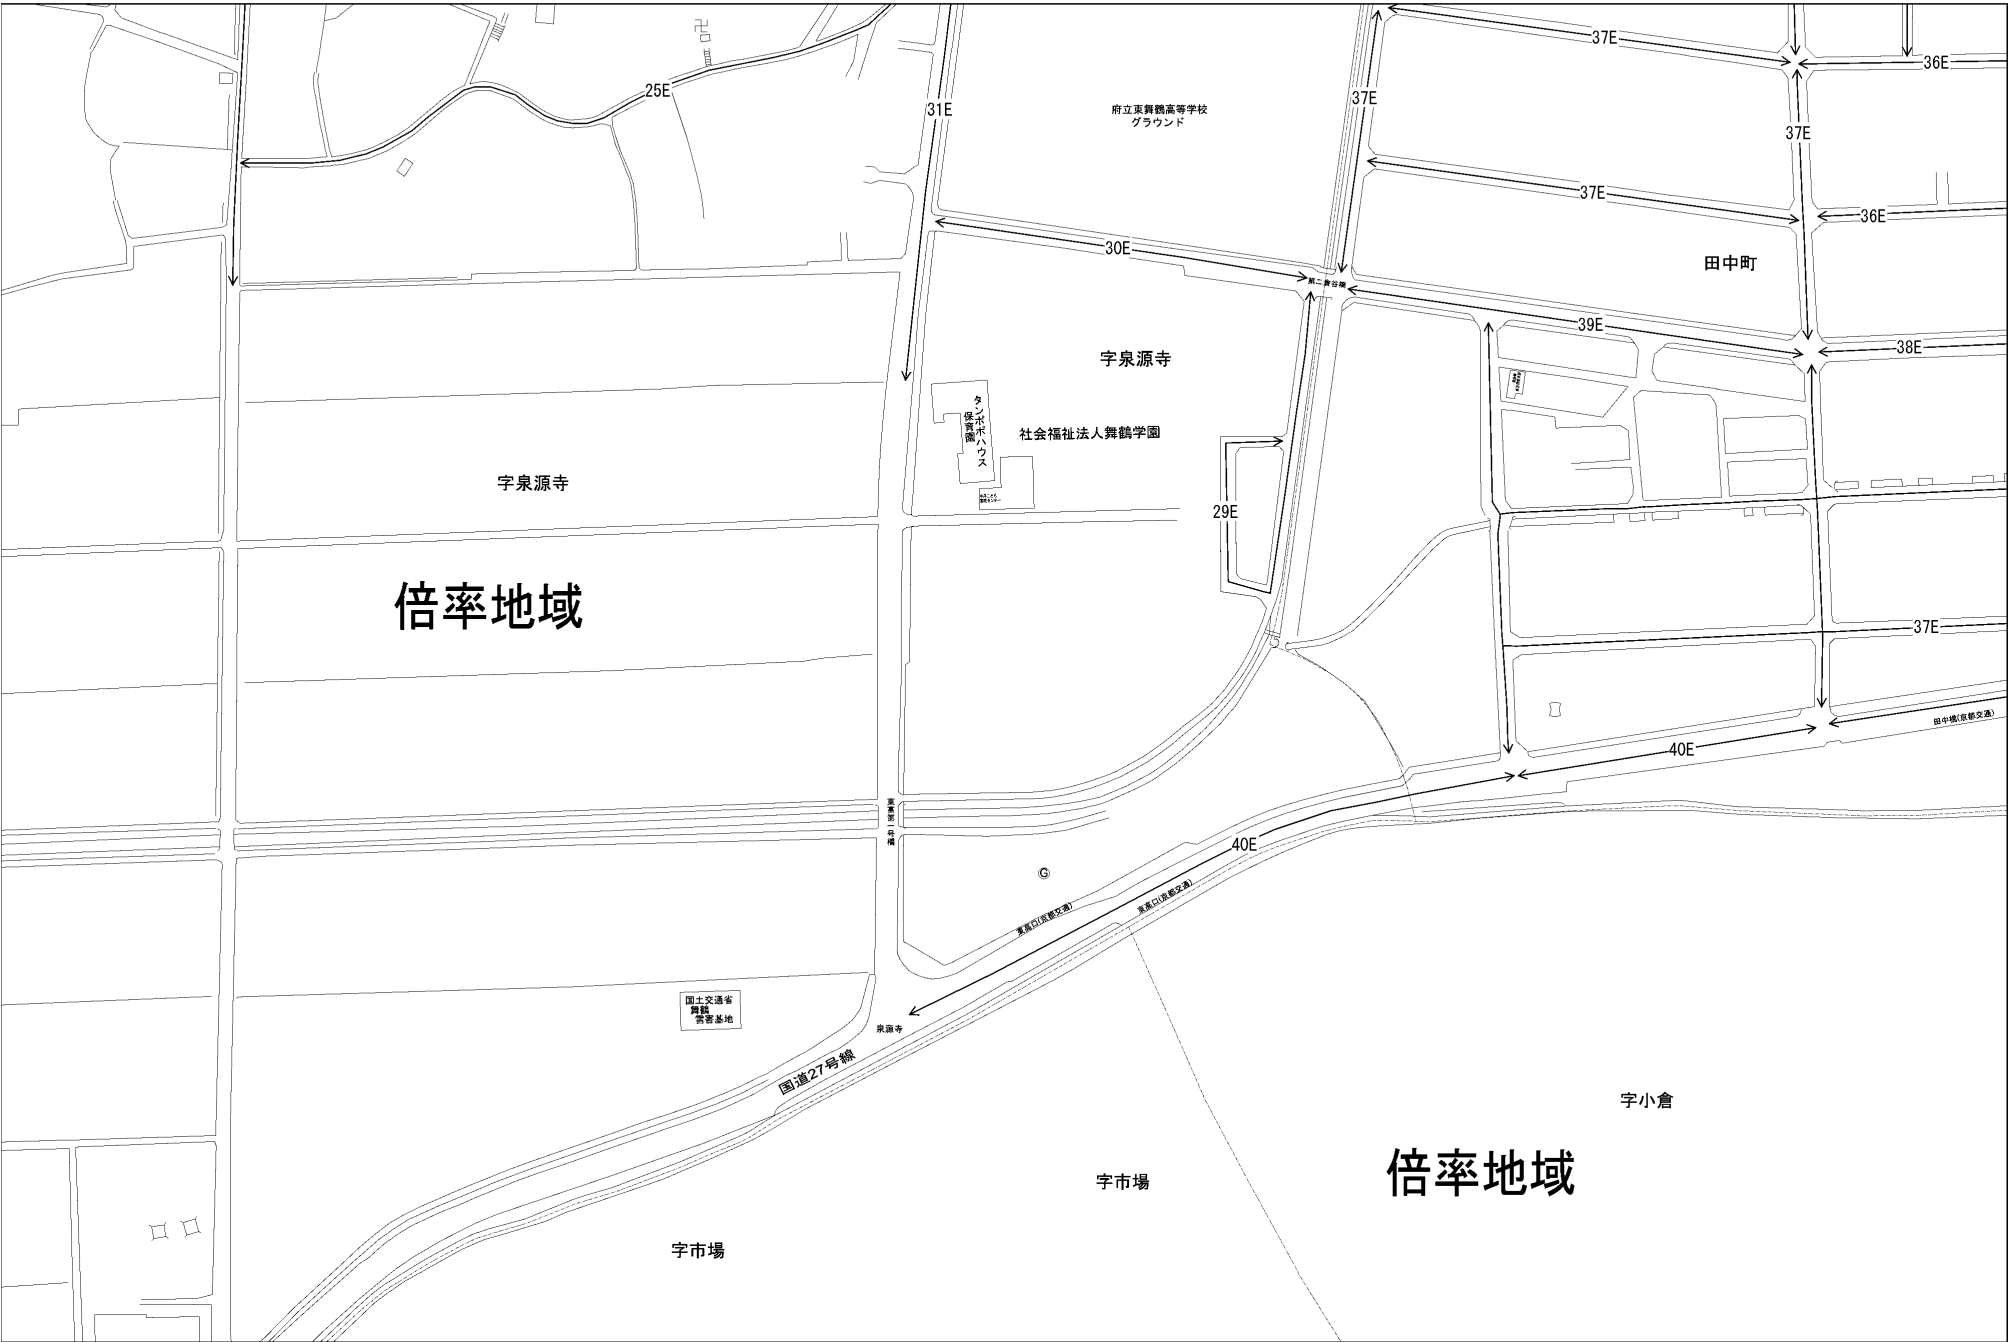 37E
36E
25E
37E
31E
府立東舞鶴高等学校
グラウンド
37E
37E
36E
30E
田中町
39E
38E
字泉源寺
タンポポハウス
保育園
社会福祉法人舞鶴学園
字泉源寺
29E
倍率地域
37E
田中橋(京都交通)
40E
東高第一号橋
40E
G
東高口(京都交通)
東高口(京都交通)
国土交通省
舞鶴
雪害基地
泉源寺
国道27号線
字小倉
倍率地域
字市場
字市場